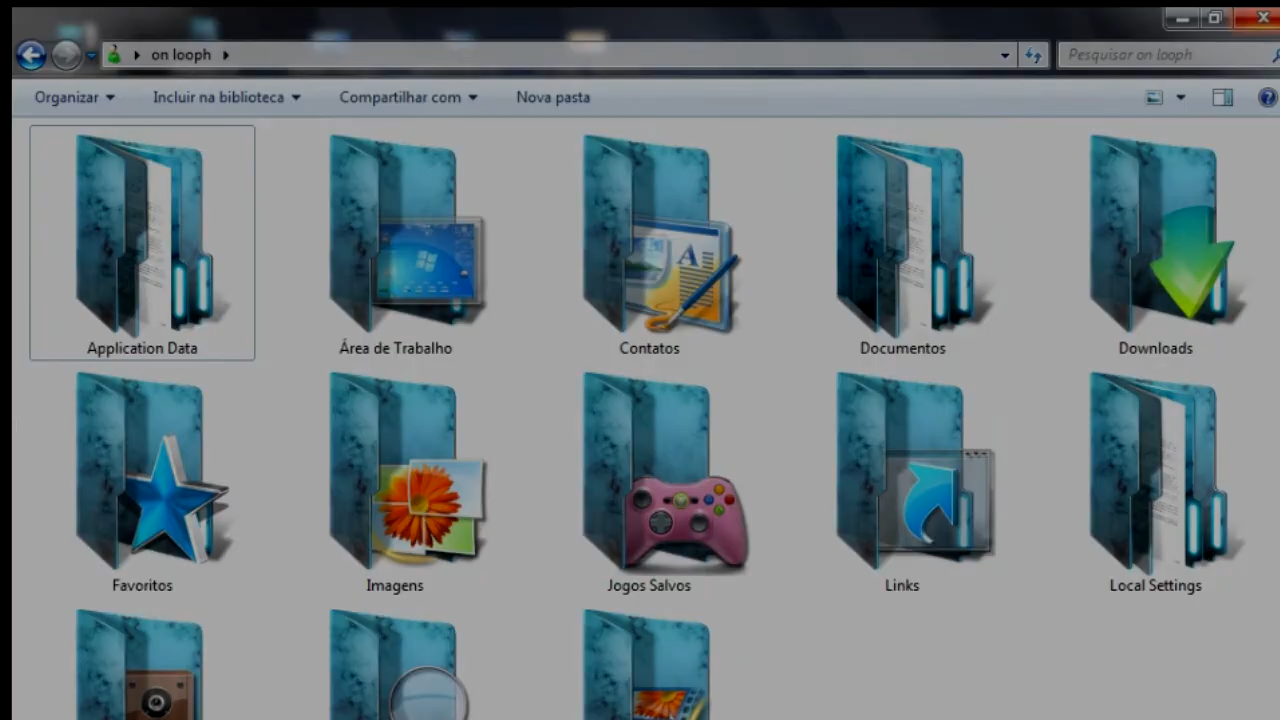 on looph
Pesquisar on looph
Organizar
Incluir na biblioteca
Compartilhar com
Nova pasta
Application Data
Área de Trabalho
Contatos
Documentos
Downloads
Favoritos
Imagens
Jogos Salvos
Links
Local Settings